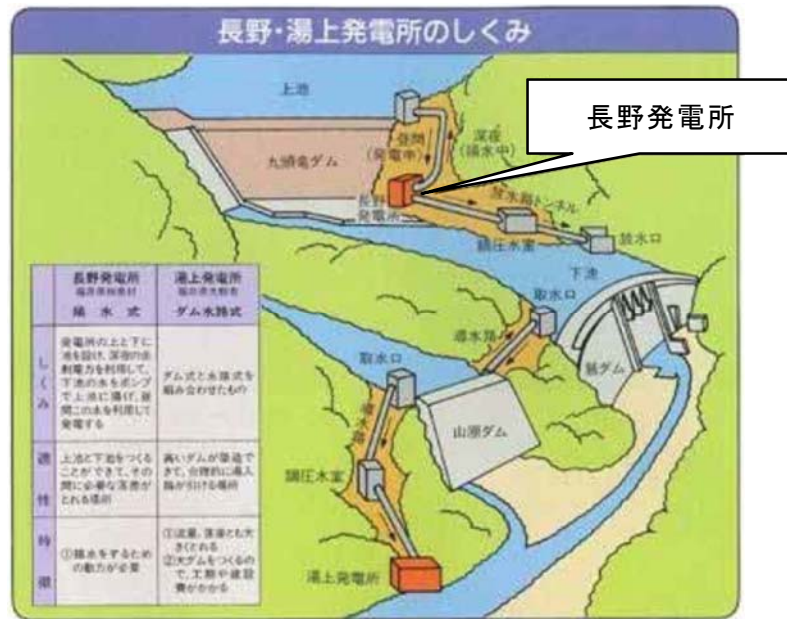 長野・湯上発電所のしくみ
上池
長野発電所
昼間
(発電中)
深夜
(揚水中)
九頭竜ダム
長野
発電所
放水路トンネル
調圧水室
放水口
下池
取水口
導水路
鷲ダム
取水口
導水路
山原ダム
調圧水室
湯上発電所
長野発電所
湯上発電所
揚水式
ダム水路式
しくみ
発電所の上と下に
池を設け、深夜の余
剰電力を利用して、
下池の水をポンプ
で上池に揚げ、昼
間この水を利用して
発電する
ダム式と水路式を
組み合わせたもの
適性
上池と下池をつくる
ことができて、その
間に必要な落差が
とれる場所
高いダムが築造で
きて、合理的に導入
路が引ける場所
特徴
①揚水をするため
の動力が必要
①流量、落差とも大
きくとれる
②大ダムをつくるの
で、工期や建設
費がかかる